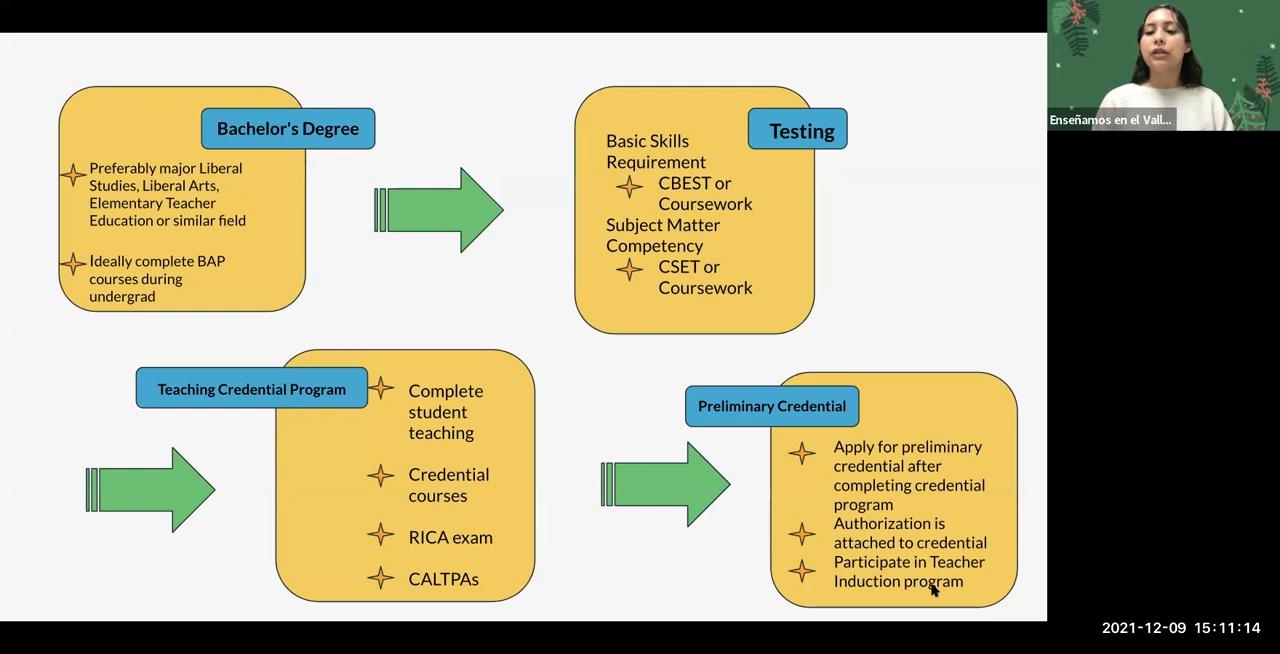 Bachelor's Degree
Preferably major Liberal
Studies, Liberal Arts,
Elementary Teacher
Education or similar field
Ideally complete BAP
courses during
undergrad
Testing
Basic Skills
Requirement
CBEST or
Coursework
Subject Matter
Competency
CSET or
Coursework
Teaching Credential Program
Complete
student
teaching
Credential
courses
RICA exam
CALTPAs
Preliminary Credential
Apply for preliminary
credential after
completing credential
program
Authorization is
attached to credential
Participate in Teacher
Induction program
Enseñamos en el Vall...
2021-12-09 15:11:14